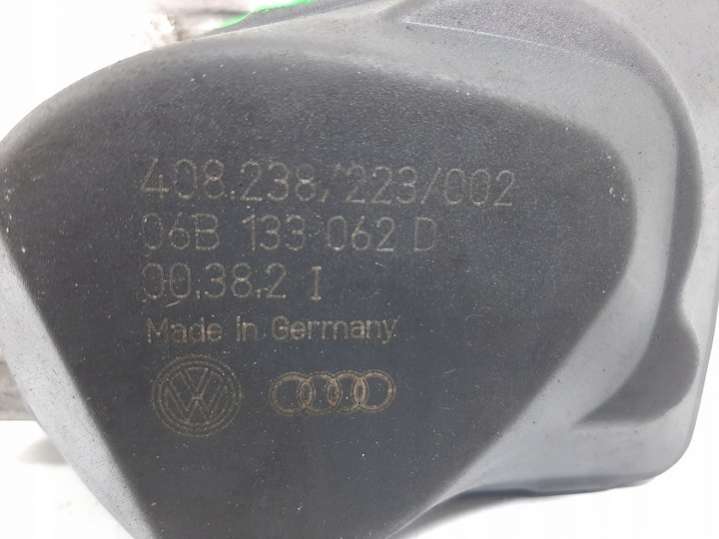 408.238/223/002
06B 133 062 D
00.38.2 I
Made in Germany